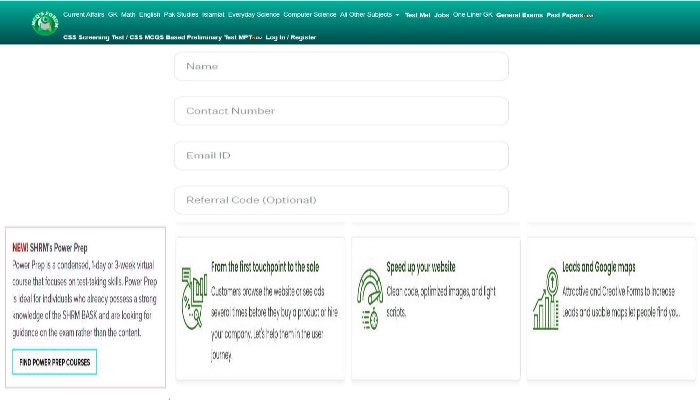 Current Affairs GK Math English Pak Studies Islamiat Everyday Science Computer Science All Other Subjects Test Mat Jobs One Liner GK General Exams Past Papers
CSS Screening Test / CSS MCQS Based Preliminary Test MPT Log In / Register
Name
Contact Number
Email ID
Referral Code (Optional)
NEW! SHRM's Power Prep
Power Prep is a condensed, 1-day or 3-week virtual
course that focuses on test-taking skills. Power Prep
is ideal for individuals who already possess a strong
knowledge of the SHRM BASK and are looking for
guidance on the exam rather than the content.
FIND POWER PREP COURSES
From the first touchpoint to the sale
Customers browse the website or see ads
several times before they buy a product or hire
your company. Let's help them in the user
journey.
Speed up your website
Clean code, optimized images, and light
scripts.
Leads and Google maps
Attractive and Creative Forms to Increase
Leads and usable maps let people find you.